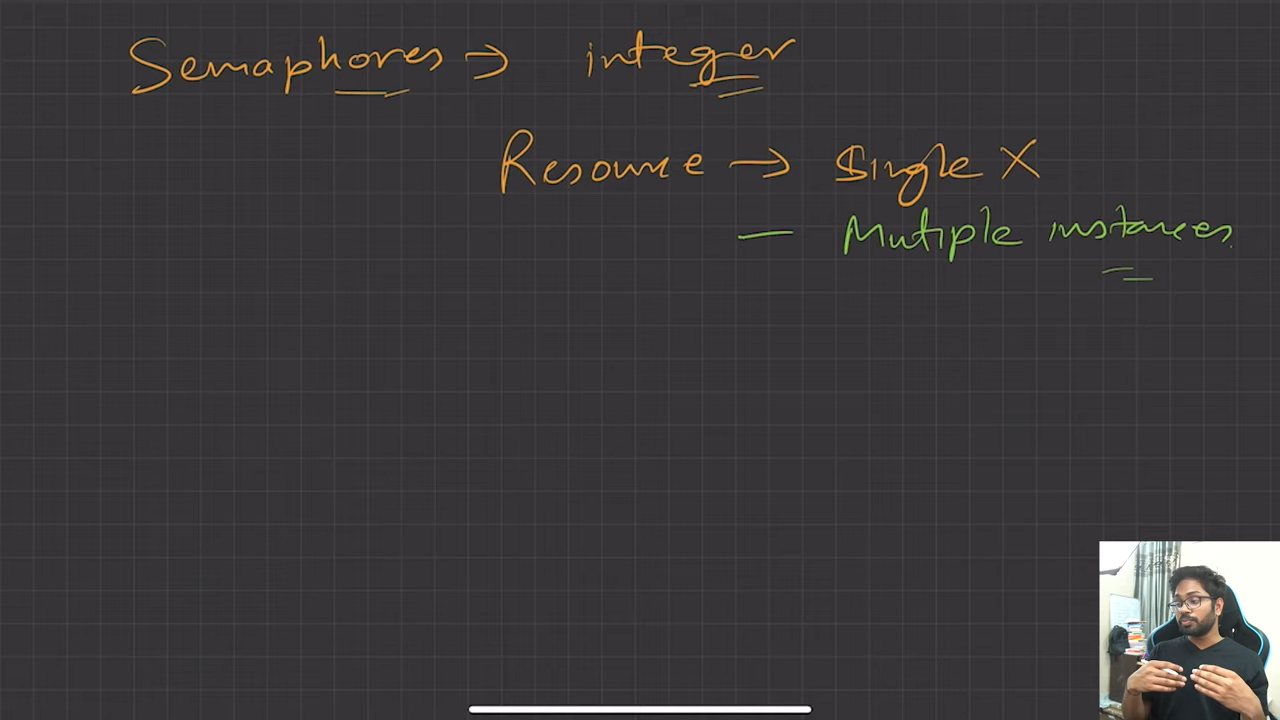 Semaphores → integer
Resource → Single X
— Mutiple instances